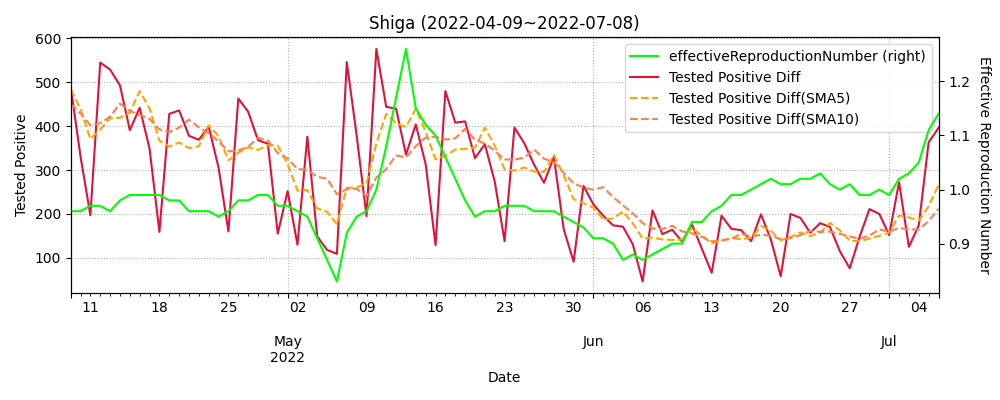 Shiga (2022-04-09~2022-07-08)
600
500
400
300
200
100
Tested Positive
effectiveReproductionNumber (right)
Tested Positive Diff
Tested Positive Diff(SMA5)
Tested Positive Diff(SMA10)
1.2
1.1
1.0
0.9
Effective Reproduction Number
11 18 25 02 09 16 23 30 06 13 20 27 04
May Jun Jul
2022
Date